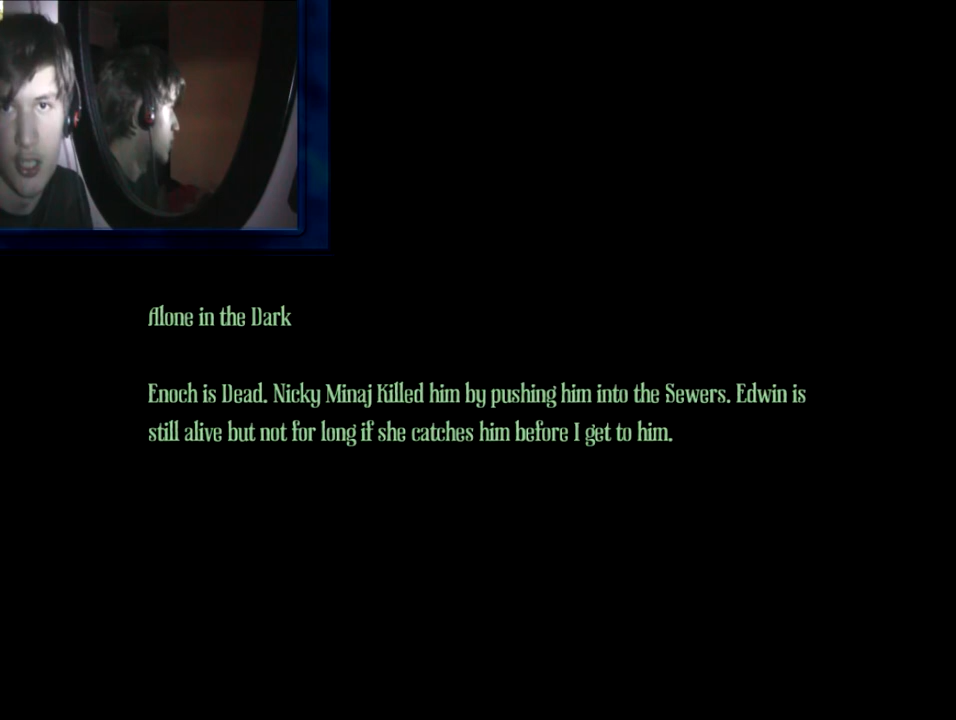 Alone in the Dark
Enoch is Dead. Nicky Minaj Killed him by pushing him into the Sewers. Edwin is
still alive but not for long if she catches him before I get to him.